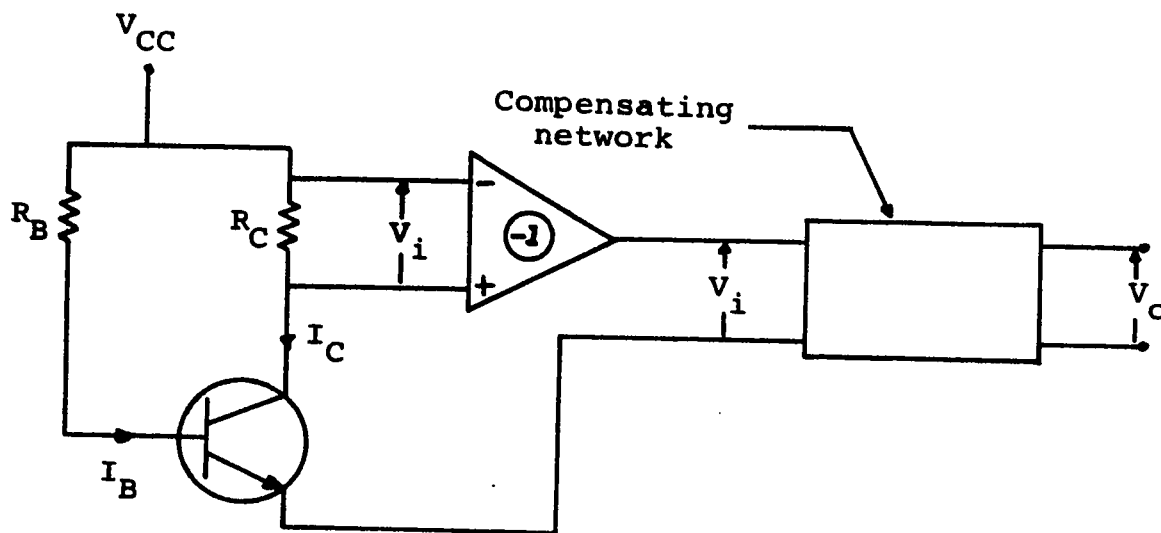 V_CC
Compensating
network
R_B
R_C
V_i
-
-1
+
V_i
V_o
I_C
I_B